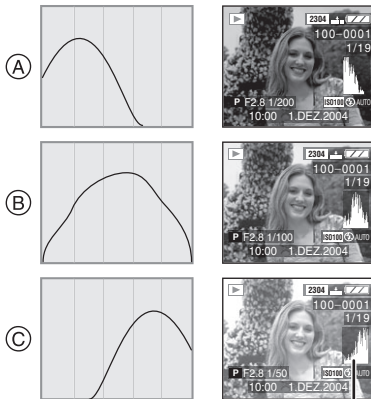 A
2304
100-0001
1/19
P F2.8 1/200 ISO100 AUTO
10:00 1.DEZ.2004
B
2304
100-0001
1/19
P F2.8 1/100 ISO100 AUTO
10:00 1.DEZ.2004
C
2304
100-0001
1/19
P F2.8 1/50 ISO100 AUTO
10:00 1.DEZ.2004